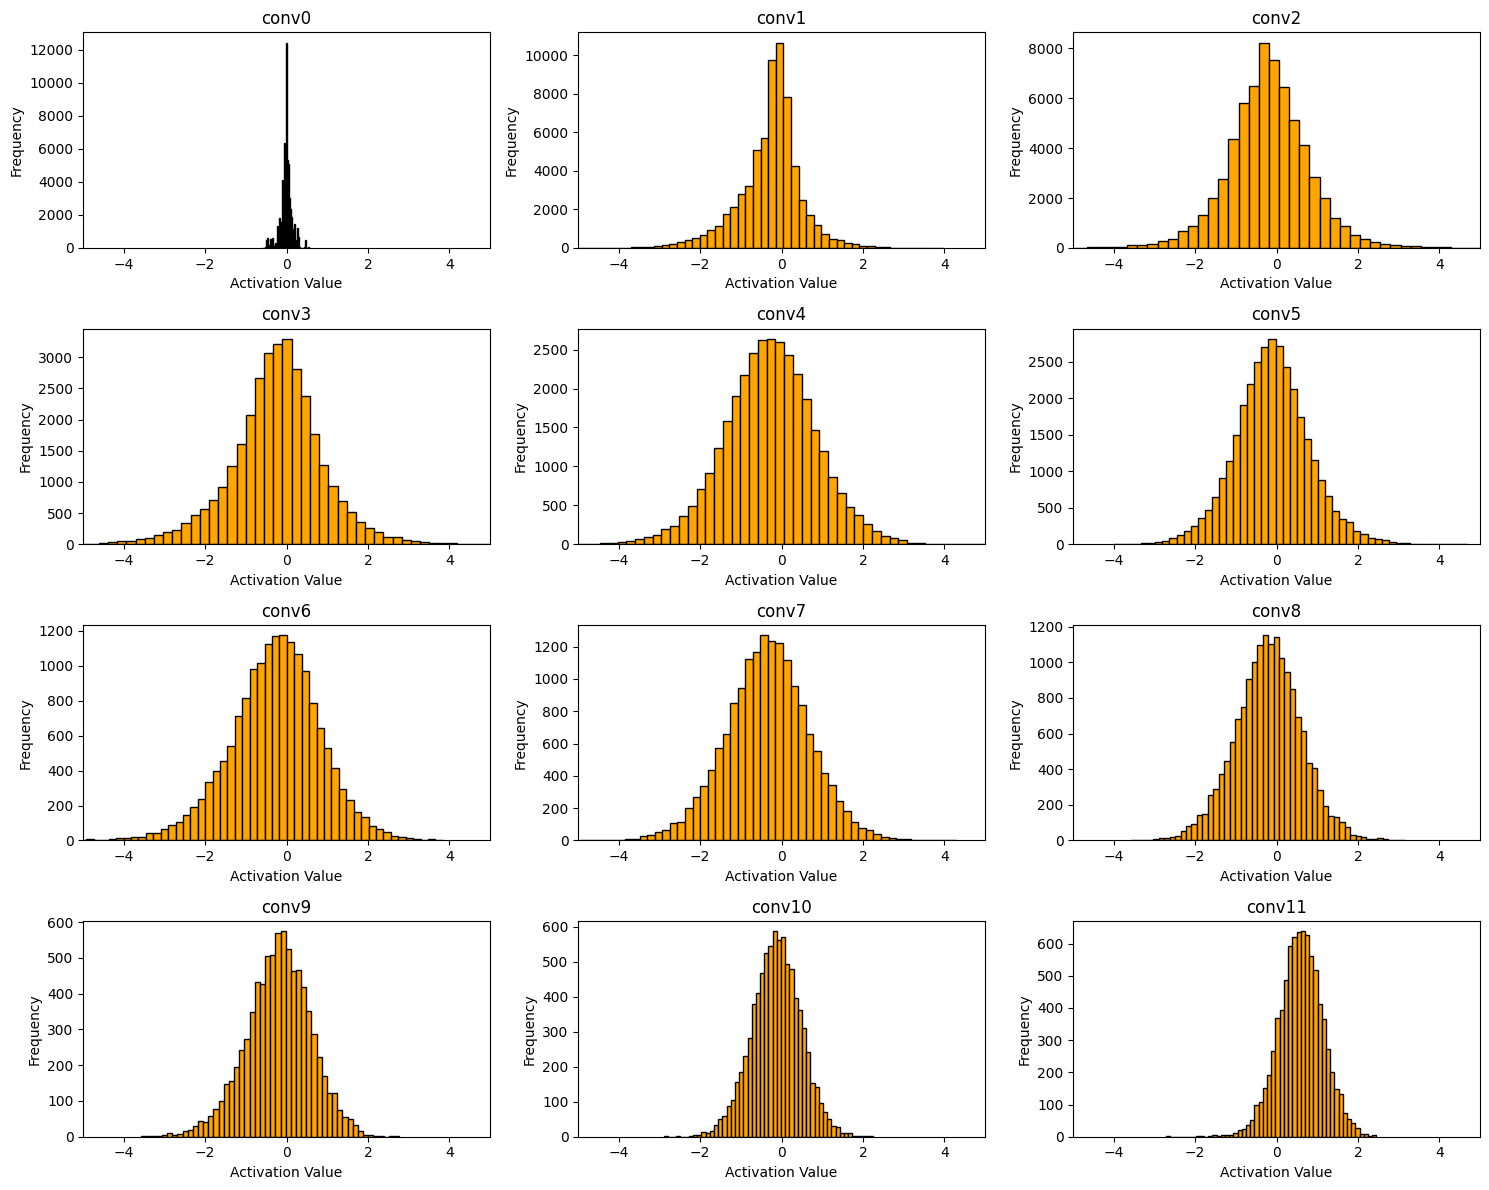 conv0
12000
10000
8000
6000
4000
2000
0
Frequency
−4 −2 0 2 4
Activation Value
conv1
10000
8000
6000
4000
2000
0
Frequency
−4 −2 0 2 4
Activation Value
conv2
8000
6000
4000
2000
0
Frequency
−4 −2 0 2 4
Activation Value
conv3
3000
2500
2000
1500
1000
500
0
Frequency
−4 −2 0 2 4
Activation Value
conv4
2500
2000
1500
1000
500
0
Frequency
−4 −2 0 2 4
Activation Value
conv5
2500
2000
1500
1000
500
0
Frequency
−4 −2 0 2 4
Activation Value
conv6
1200
1000
800
600
400
200
0
Frequency
−4 −2 0 2 4
Activation Value
conv7
1200
1000
800
600
400
200
0
Frequency
−4 −2 0 2 4
Activation Value
conv8
1200
1000
800
600
400
200
0
Frequency
−4 −2 0 2 4
Activation Value
conv9
600
500
400
300
200
100
0
Frequency
−4 −2 0 2 4
Activation Value
conv10
600
500
400
300
200
100
0
Frequency
−4 −2 0 2 4
Activation Value
conv11
600
500
400
300
200
100
0
Frequency
−4 −2 0 2 4
Activation Value